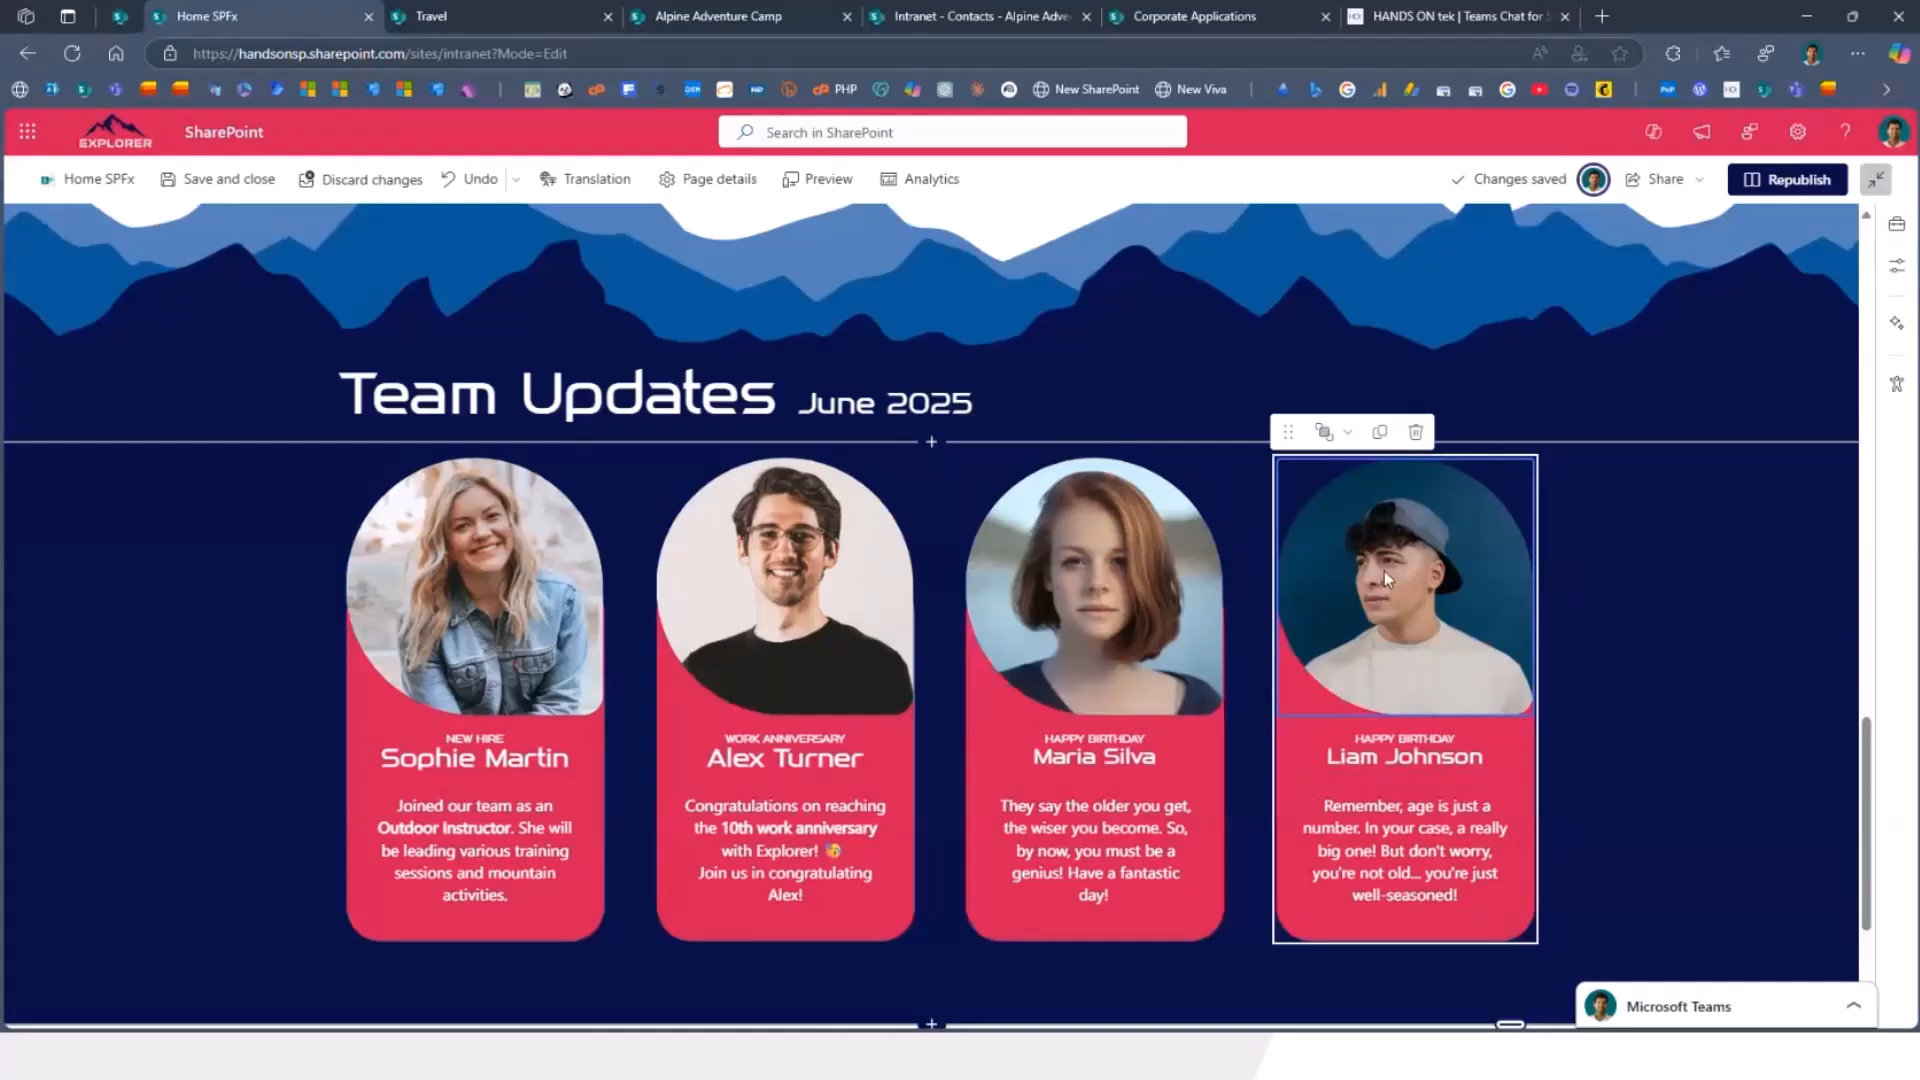 Home SPFx
Travel
Alpine Adventure Camp
Intranet - Contacts - Alpine Adve
Corporate Applications
HANDS ON tek | Teams Chat for
https://handsonsp.sharepoint.com/sites/intranet?Mode=Edit
PHP
New SharePoint
New Viva
EXPLORER
SharePoint
Search in SharePoint
Home SPFx
Save and close
Discard changes
Undo
Translation
Page details
Preview
Analytics
Changes saved
Share
Republish
Team Updates June 2025
NEW HIRE
Sophie Martin
Joined our team as an
Outdoor Instructor. She will
be leading various training
sessions and mountain
activities.
WORK ANNIVERSARY
Alex Turner
Congratulations on reaching
the 10th work anniversary
with Explorer! 🥳
Join us in congratulating
Alex!
HAPPY BIRTHDAY
Maria Silva
They say the older you get,
the wiser you become. So,
by now, you must be a
genius! Have a fantastic
day!
HAPPY BIRTHDAY
Liam Johnson
Remember, age is just a
number. In your case, a really
big one! But don't worry,
you're not old... you're just
well-seasoned!
Microsoft Teams